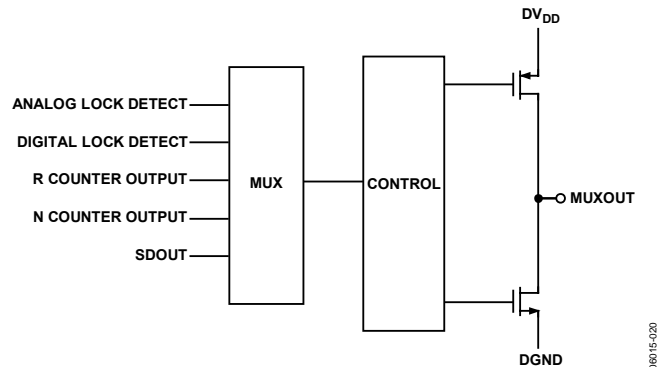 DVDD
ANALOG LOCK DETECT
DIGITAL LOCK DETECT
R COUNTER OUTPUT
N COUNTER OUTPUT
SDOUT
MUX
CONTROL
MUXOUT
DGND
06015-020